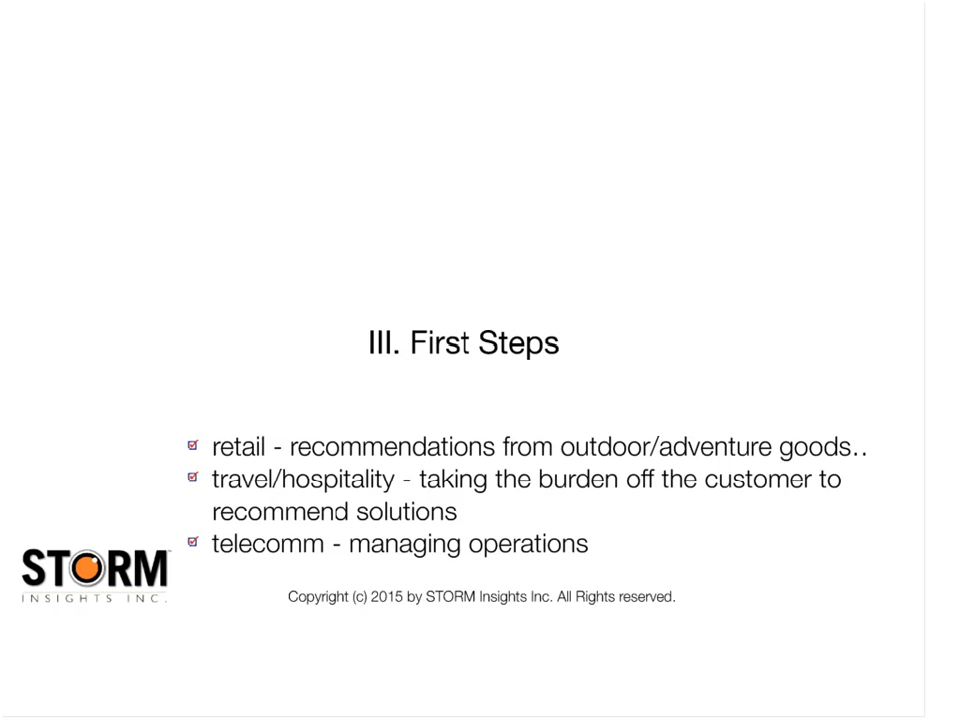 III. First Steps
retail - recommendations from outdoor/adventure goods..
travel/hospitality - taking the burden off the customer to
recommend solutions
telecomm - managing operations
STORM
INSIGHTS INC.
Copyright (c) 2015 by STORM Insights Inc. All Rights reserved.